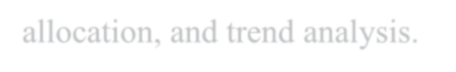 allocation, and trend analysis.